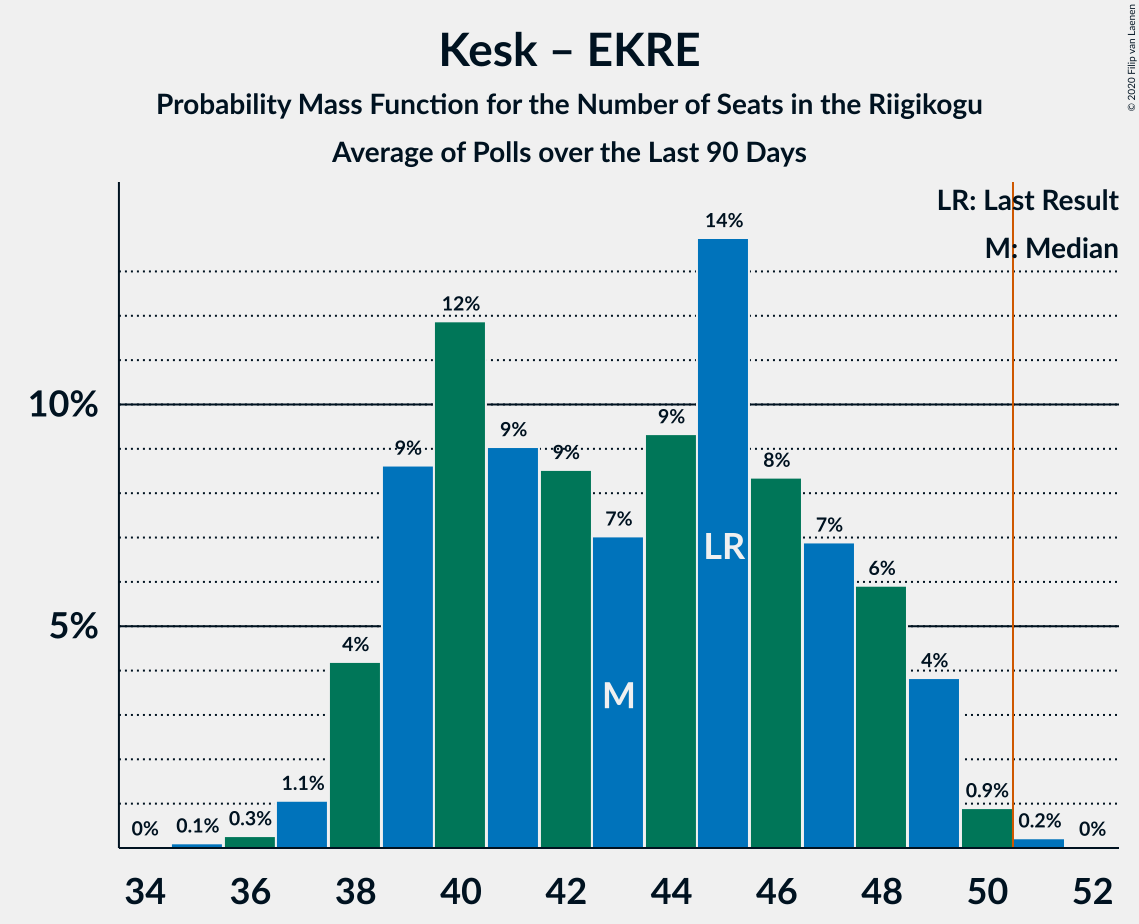 Kesk – EKRE
Probability Mass Function for the Number of Seats in the Riigikogu
Average of Polls over the Last 90 Days
© 2020 Filip van Laenen
LR: Last Result
M: Median
10%
5%
0%
0.1%
0.3%
1.1%
4%
9%
12%
9%
9%
7%
9%
14%
8%
7%
6%
4%
0.9%
0.2%
0%
LR
M
34 36 38 40 42 44 46 48 50 52